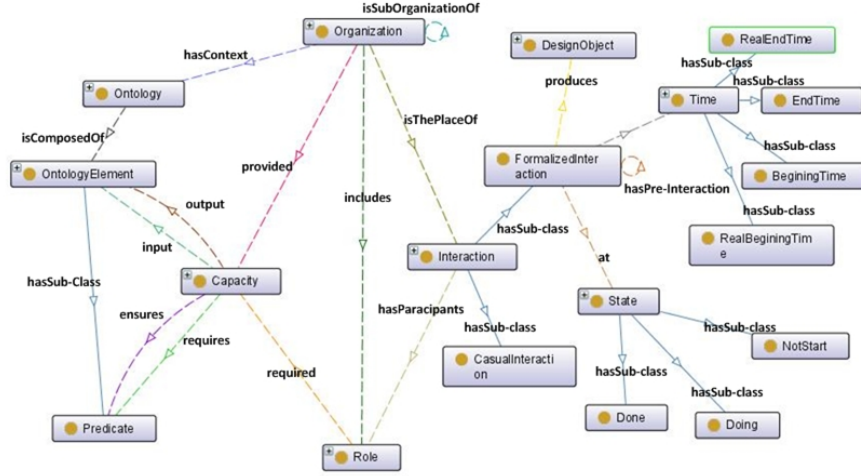 isSubOrganizationOf
Organization
DesignObject
RealEndTime
hasContext
hasSub-class
hasSub-class
produces
Ontology
Time
EndTime
isThePlaceOf
isComposedOf
FormalizedInter
action
hasSub-class
OntologyElement
provided
BeginingTime
hasPre-Interaction
output
includes
hasSub-class
hasSub-class
RealBeginingTim
e
input
Interaction
at
hasSub-Class
Capacity
ensures
hasParacipants
State
requires
hasSub-class
hasSub-class
NotStart
CasualInteracti
on
required
hasSub-class
hasSub-class
Predicate
Done
Doing
Role